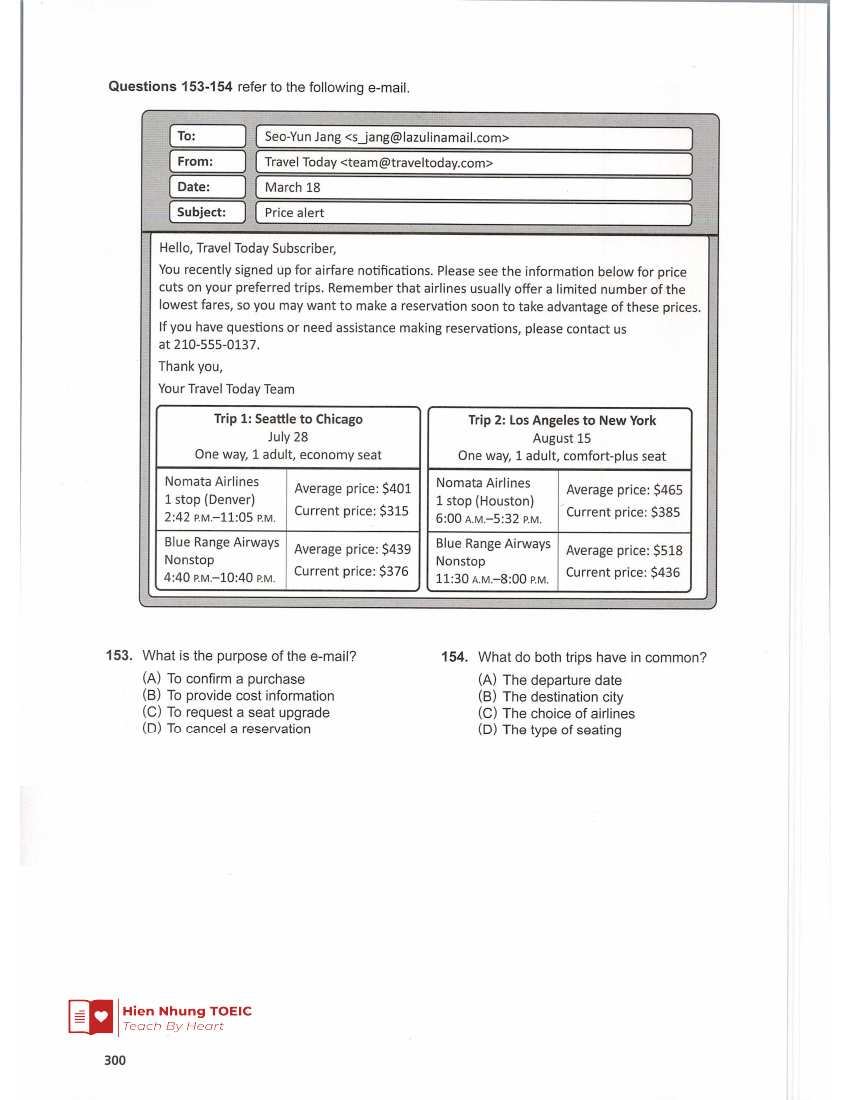 Questions 153-154 refer to the following e-mail.
To: Seo-Yun Jang <s_jang@lazulinamail.com>
From: Travel Today <team@traveltoday.com>
Date: March 18
Subject: Price alert
Hello, Travel Today Subscriber,
You recently signed up for airfare notifications. Please see the information below for price
cuts on your preferred trips. Remember that airlines usually offer a limited number of the
lowest fares, so you may want to make a reservation soon to take advantage of these prices.
If you have questions or need assistance making reservations, please contact us
at 210-555-0137.
Thank you,
Your Travel Today Team
Trip 1: Seattle to Chicago
July 28
One way, 1 adult, economy seat
Nomata Airlines
1 stop (Denver)
2:42 P.M.–11:05 P.M.
Average price: $401
Current price: $315
Blue Range Airways
Nonstop
4:40 P.M.–10:40 P.M.
Average price: $439
Current price: $376
Trip 2: Los Angeles to New York
August 15
One way, 1 adult, comfort-plus seat
Nomata Airlines
1 stop (Houston)
6:00 A.M.–5:32 P.M.
Average price: $465
Current price: $385
Blue Range Airways
Nonstop
11:30 A.M.–8:00 P.M.
Average price: $518
Current price: $436
153. What is the purpose of the e-mail?
(A) To confirm a purchase
(B) To provide cost information
(C) To request a seat upgrade
(D) To cancel a reservation
154. What do both trips have in common?
(A) The departure date
(B) The destination city
(C) The choice of airlines
(D) The type of seating
Hien Nhung TOEIC
Teach By Heart
300